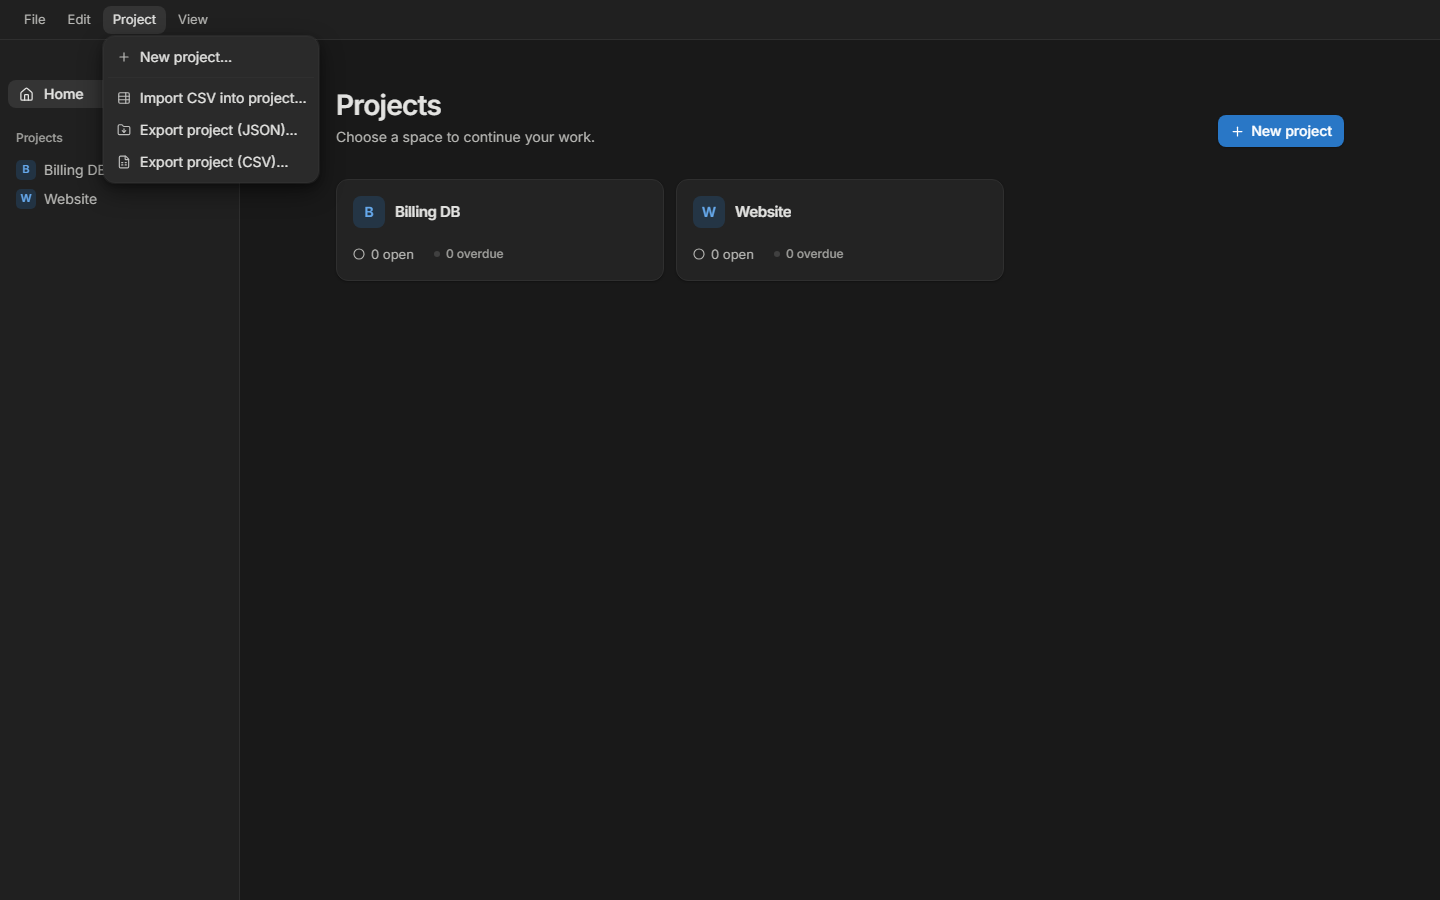 File Edit Project View
New project...
Import CSV into project...
Export project (JSON)...
Export project (CSV)...
Home
Projects
B Billing DB
W Website
Projects
Choose a space to continue your work.
New project
B Billing DB
0 open 0 overdue
W Website
0 open 0 overdue